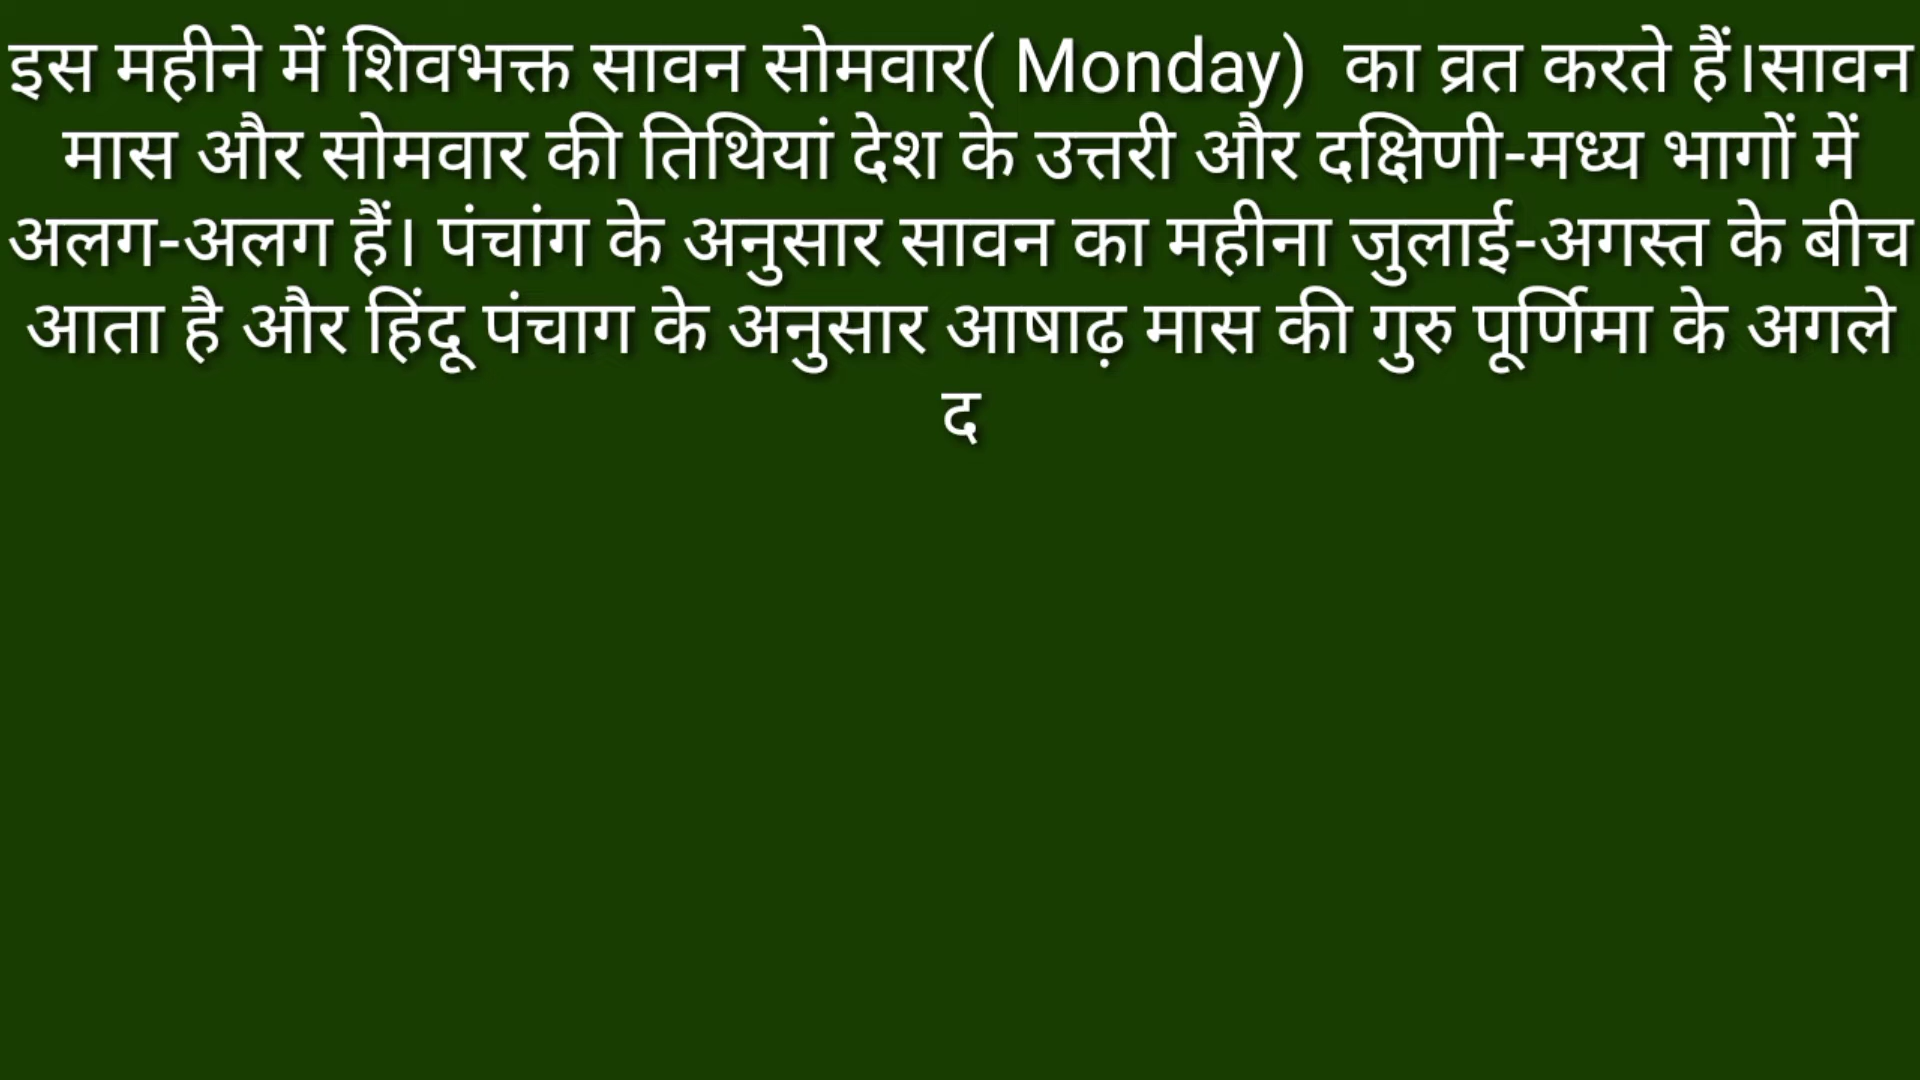 इस महीने में शिवभक्त सावन सोमवार( Monday)  का व्रत करते हैं।सावन
मास और सोमवार की तिथियां देश के उत्तरी और दक्षिणी-मध्य भागों में
अलग-अलग हैं। पंचांग के अनुसार सावन का महीना जुलाई-अगस्त के बीच
आता है और हिंदू पंचाग के अनुसार आषाढ़ मास की गुरु पूर्णिमा के अगले
द